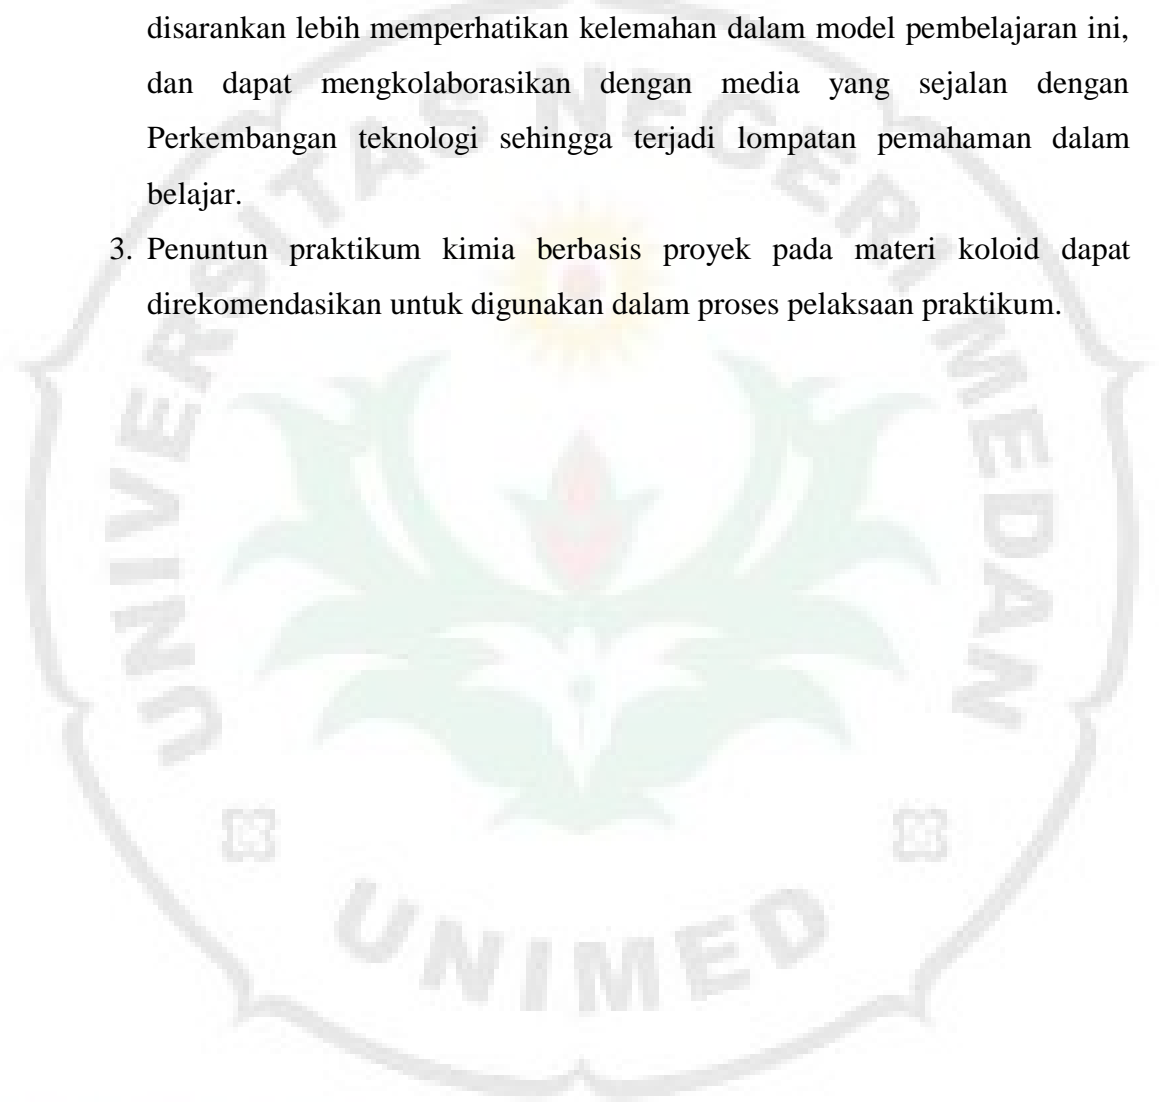 disarankan lebih memperhatikan kelemahan dalam model pembelajaran ini,
dan dapat mengkolaborasikan dengan media yang sejalan dengan
Perkembangan teknologi sehingga terjadi lompatan pemahaman dalam
belajar.
3. Penuntun praktikum kimia berbasis proyek pada materi koloid dapat
direkomendasikan untuk digunakan dalam proses pelaksaan praktikum.
UNIVERSITAS NEGERI MEDAN
UNIMED